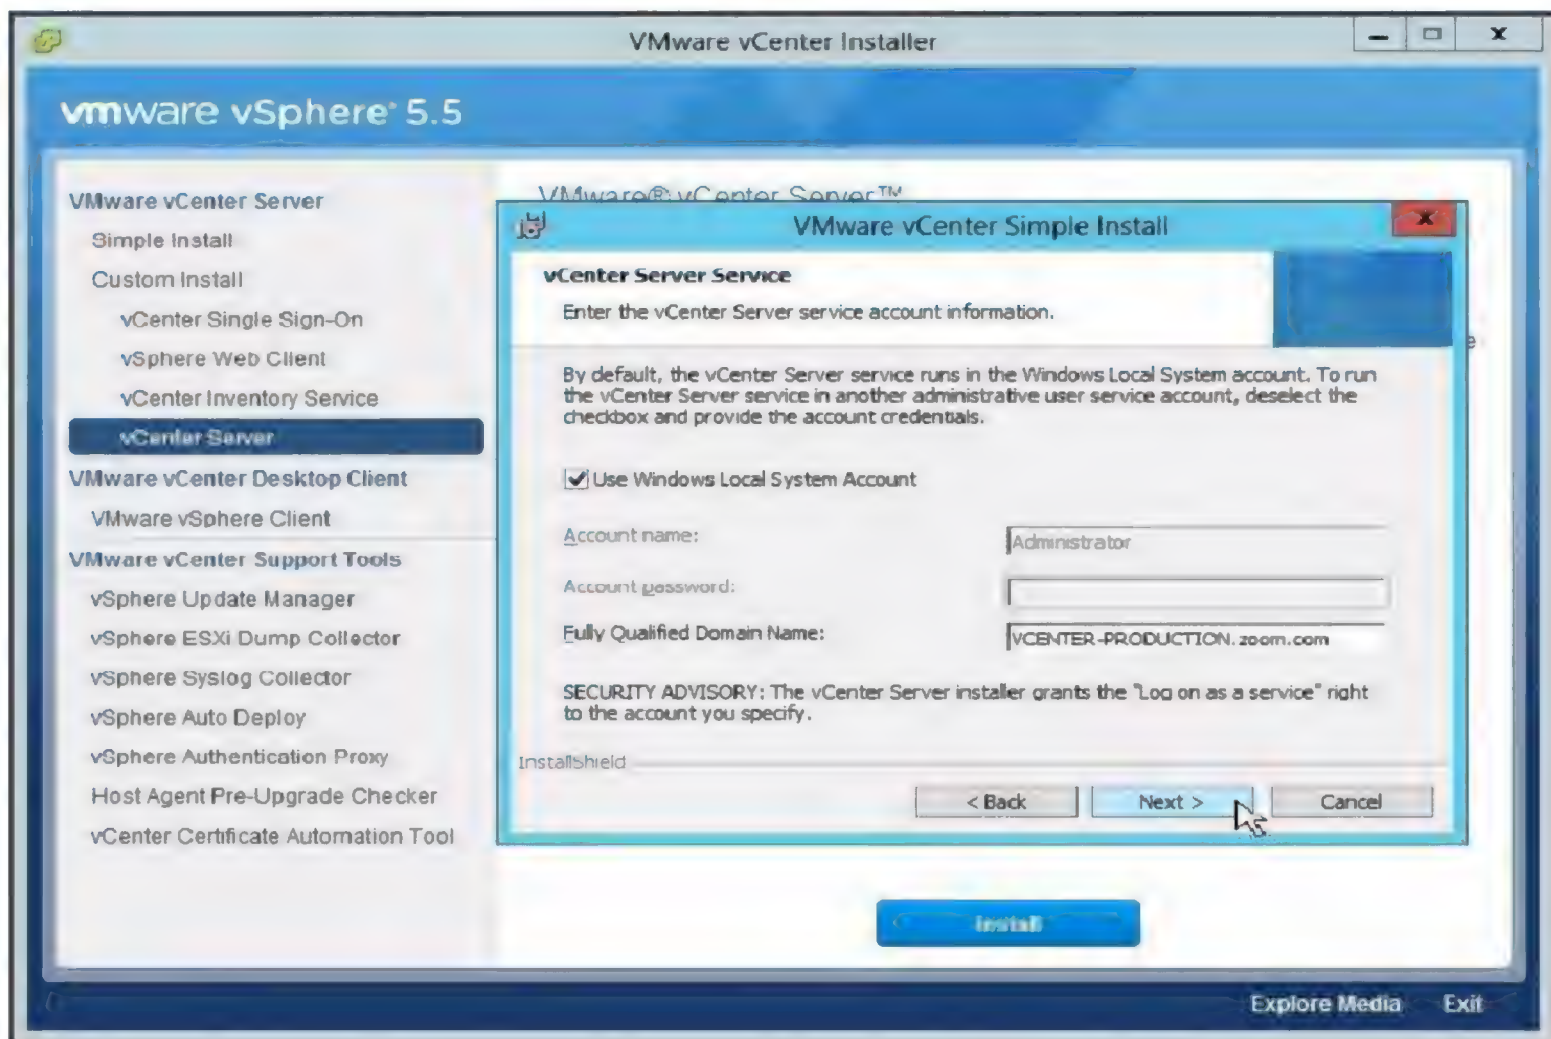 VMware vCenter Installer
vmware vSphere 5.5
VMware vCenter Server
Simple Install
Custom Install
vCenter Single Sign-On
vSphere Web Client
vCenter Inventory Service
vCenter Server
VMware vCenter Desktop Client
VMware vSphere Client
VMware vCenter Support Tools
vSphere Update Manager
vSphere ESXi Dump Collector
vSphere Syslog Collector
vSphere Auto Deploy
vSphere Authentication Proxy
Host Agent Pre-Upgrade Checker
vCenter Certificate Automation Tool
VMware® vCenter Server™
VMware vCenter Simple Install
vCenter Server Service
Enter the vCenter Server service account information.
By default, the vCenter Server service runs in the Windows Local System account. To run
the vCenter Server service in another administrative user service account, deselect the
checkbox and provide the account credentials.
Use Windows Local System Account
Account name: Administrator
Account password:
Fully Qualified Domain Name: VCENTER-PRODUCTION.zoom.com
SECURITY ADVISORY: The vCenter Server installer grants the "Log on as a service" right
to the account you specify.
InstallShield
< Back Next > Cancel
Install
Explore Media Exit